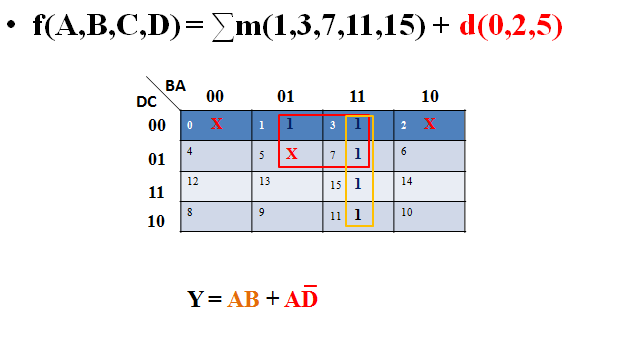 • f(A,B,C,D) = ∑m(1,3,7,11,15) + d(0,2,5)
BA
DC
00 01 11 10
00 0 X 1 1 3 1 2 X
01 4 5 X 7 1 6
11 12 13 15 1 14
10 8 9 11 1 10
Y = AB + AD̅